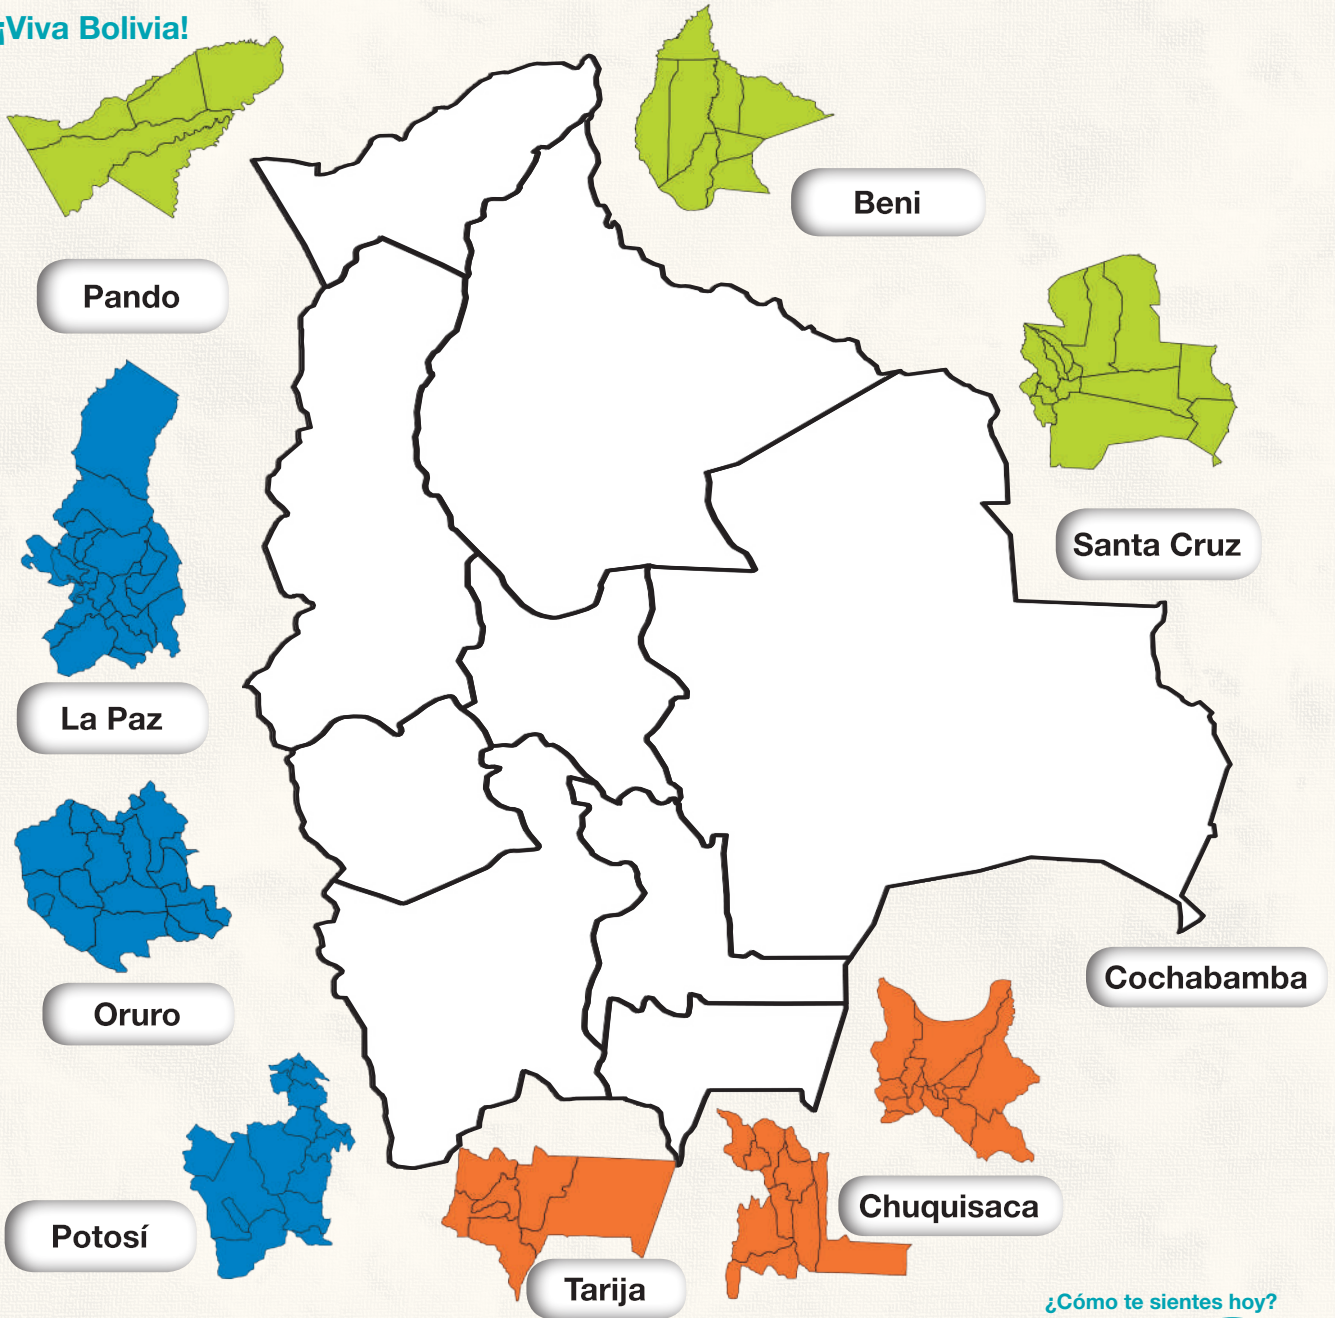 ¡Viva Bolivia!
Beni
Pando
Santa Cruz
La Paz
Cochabamba
Oruro
Chuquisaca
Potosí
Tarija
¿Cómo te sientes hoy?